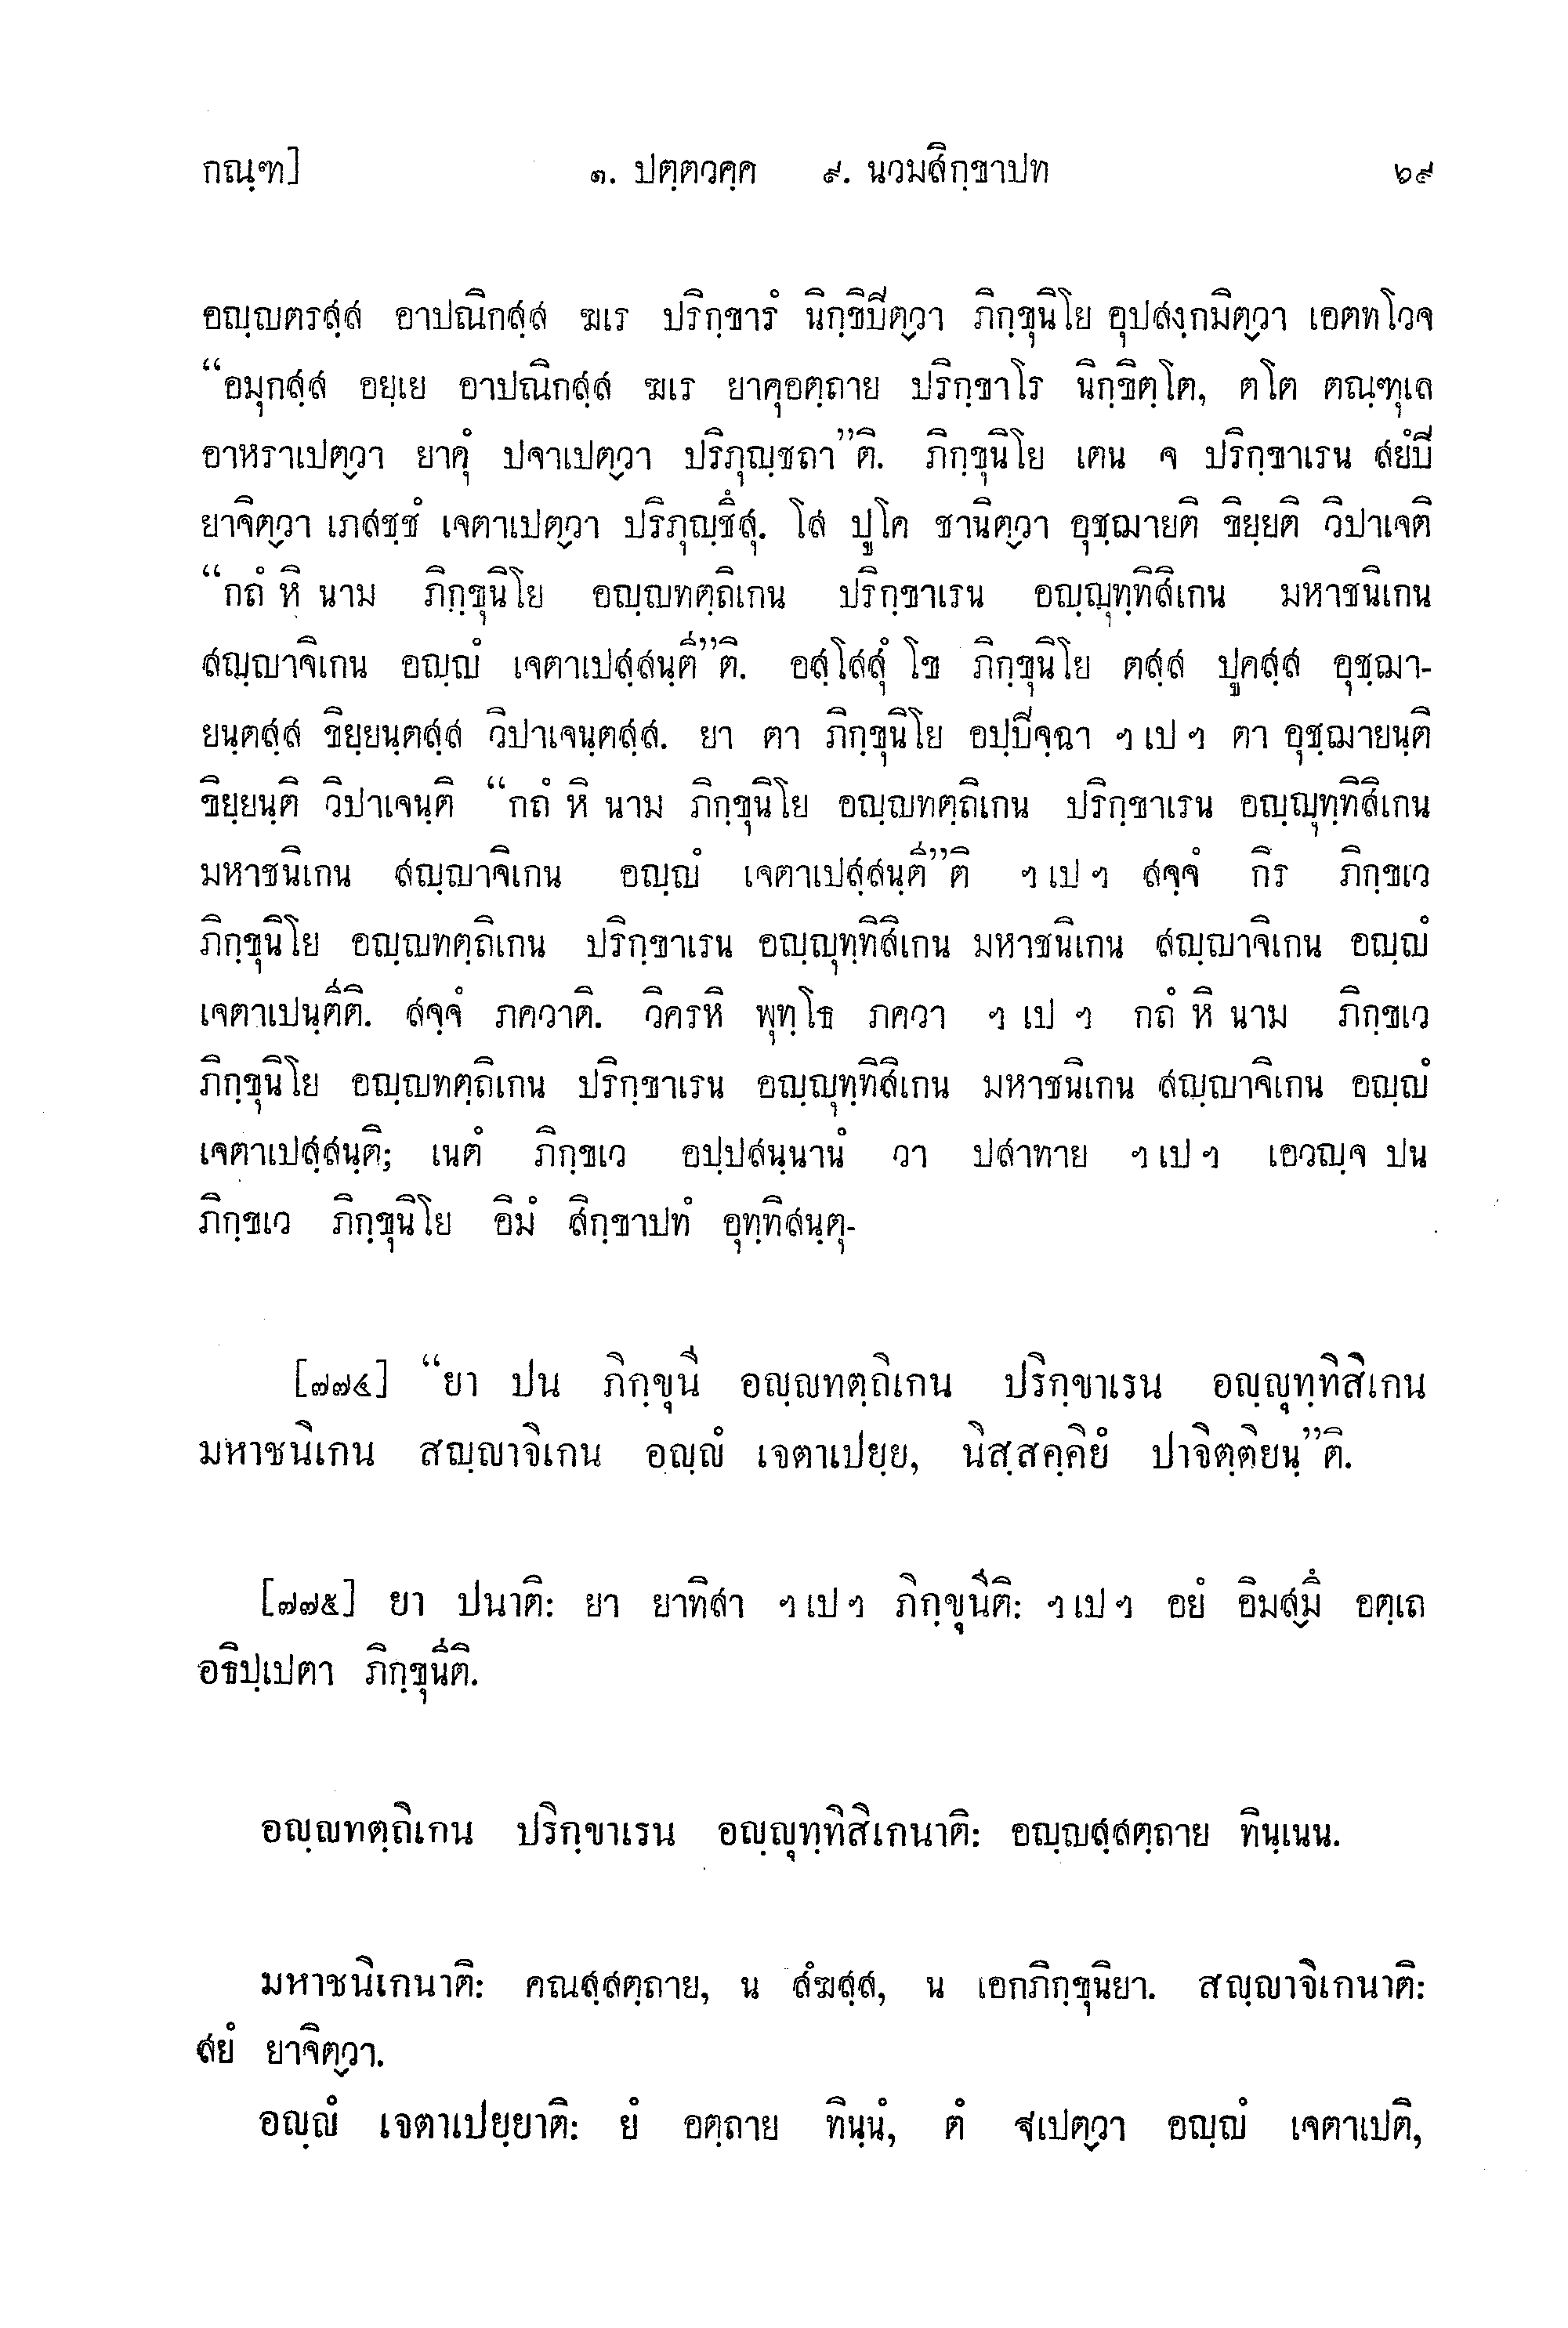 กณฺฑ] ๑. ปตฺตวคฺค ๙. นวมสิกฺขาปท ๖๙
อญฺญตรสฺส อาปณิกสฺส ฆเร ปริกฺขารํ นิกฺขิปิตฺวา ภิกฺขุนิโย อุปสงฺกมิตฺวา เอตทโวจ
“อมุกสฺส อยฺเย อาปณิกสฺส ฆเร ยาคุอตฺถาย ปริกฺขาโร นิกฺขิตฺโต, ตโต ตณฺฑุเล
อาหราเปตฺวา ยาคุํ ปจาเปตฺวา ปริภุญฺชถา”ติ. ภิกฺขุนิโย เตน จ ปริกฺขาเรน สยํปิ
ยาจิตฺวา เภสชฺชํ เจตาเปตฺวา ปริภุญฺชึสุ. โส ปูโค ชานิตฺวา อุชฺฌายติ ขิยฺยติ วิปาเจติ
“กถํ หิ นาม ภิกฺขุนิโย อญฺญทตฺถิเกน ปริกฺขาเรน อญฺญุทฺทิสิเกน มหาชนิเกน
สญฺญาจิเกน อญฺญํ เจตาเปสฺสนฺตี”ติ. อสฺโสสุํ โข ภิกฺขุนิโย ตสฺส ปูคสฺส อุชฺฌา-
ยนฺตสฺส ขิยฺยนฺตสฺส วิปาเจนฺตสฺส. ยา ตา ภิกฺขุนิโย อปฺปิจฺฉา ฯ เป ฯ ตา อุชฺฌายนฺติ
ขิยฺยนฺติ วิปาเจนฺติ “กถํ หิ นาม ภิกฺขุนิโย อญฺญทตฺถิเกน ปริกฺขาเรน อญฺญุทฺทิสิเกน
มหาชนิเกน สญฺญาจิเกน อญฺญํ เจตาเปสฺสนฺตี”ติ ฯ เป ฯ สจฺจํ กิร ภิกฺขเว
ภิกฺขุนิโย อญฺญทตฺถิเกน ปริกฺขาเรน อญฺญุทฺทิสิเกน มหาชนิเกน สญฺญาจิเกน อญฺญํ
เจตาเปนฺตีติ. สจฺจํ ภควาติ. วิครหิ พุทฺโธ ภควา ฯ เป ฯ กถํ หิ นาม ภิกฺขเว
ภิกฺขุนิโย อญฺญทตฺถิเกน ปริกฺขาเรน อญฺญุทฺทิสิเกน มหาชนิเกน สญฺญาจิเกน อญฺญํ
เจตาเปสฺสนฺติ; เนตํ ภิกฺขเว อปฺปสนฺนานํ วา ปสาทาย ฯ เป ฯ เอวญฺจ ปน
ภิกฺขเว ภิกฺขุนิโย อิมํ สิกฺขาปทํ อุทฺทิสนฺตุ-
[๗๗๔] “ยา ปน ภิกฺขุนี อญฺญทตฺถิเกน ปริกฺขาเรน อญฺญุทฺทิสิเกน
มหาชนิเกน สญฺญาจิเกน อญฺญํ เจตาเปยฺย, นิสฺสคฺคิยํ ปาจิตฺติยนฺ”ติ.
[๗๗๕] ยา ปนาติ: ยา ยาทิสา ฯ เป ฯ ภิกฺขุนีติ: ฯ เป ฯ อยํ อิมสฺมึ อตฺเถ
อธิปฺเปตา ภิกฺขุนีติ.
อญฺญทตฺถิเกน ปริกฺขาเรน อญฺญุทฺทิสิเกนาติ: อญฺญสฺสตฺถาย ทินฺเนน.
มหาชนิเกนาติ: คณสฺสตฺถาย, น สํฆสฺส, น เอกภิกฺขุนิยา. สญฺญาจิเกนาติ:
สยํ ยาจิตฺวา.
อญฺญํ เจตาเปยฺยาติ: ยํ อตฺถาย ทินฺนํ, ตํ ฐเปตฺวา อญฺญํ เจตาเปติ,